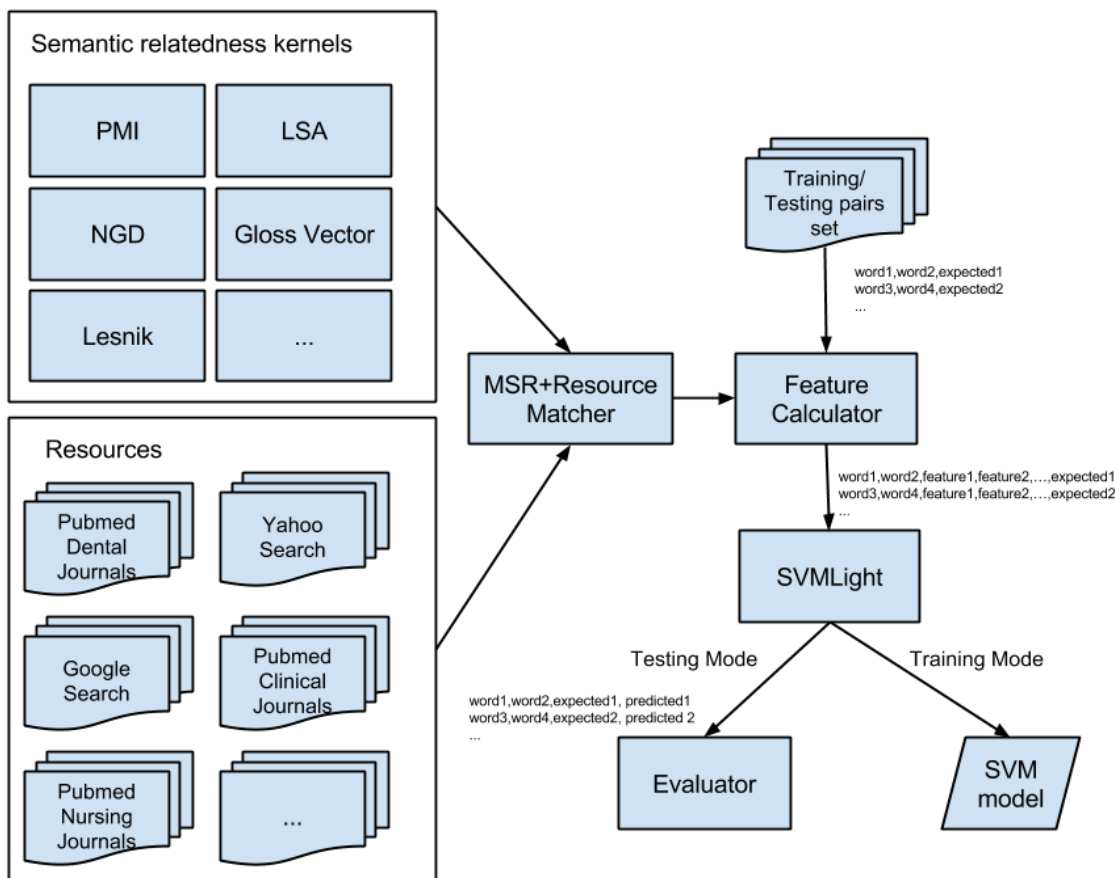 Semantic relatedness kernels
PMI
LSA
NGD
Gloss Vector
Lesnik
...
Resources
Pubmed
Dental
Journals
Yahoo
Search
Google
Search
Pubmed
Clinical
Journals
Pubmed
Nursing
Journals
...
MSR+Resource
Matcher
Training/
Testing pairs
set
word1,word2,expected1
word3,word4,expected2
...
Feature
Calculator
word1,word2,feature1,feature2,...,expected1
word3,word4,feature1,feature2,...,expected2
...
SVMLight
Testing Mode
Training Mode
word1,word2,expected1, predicted1
word3,word4,expected2, predicted 2
...
Evaluator
SVM
model